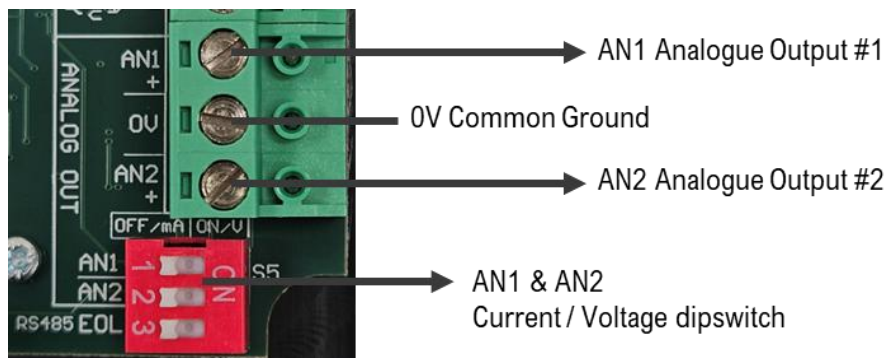 AN1
+
0V
AN2
+
ANALOG OUT
OFF/mA ON/V
AN1
AN2
RS485 EOL
1
2
3
ON
S5
AN1 Analogue Output #1
0V Common Ground
AN2 Analogue Output #2
AN1 & AN2
Current / Voltage dipswitch